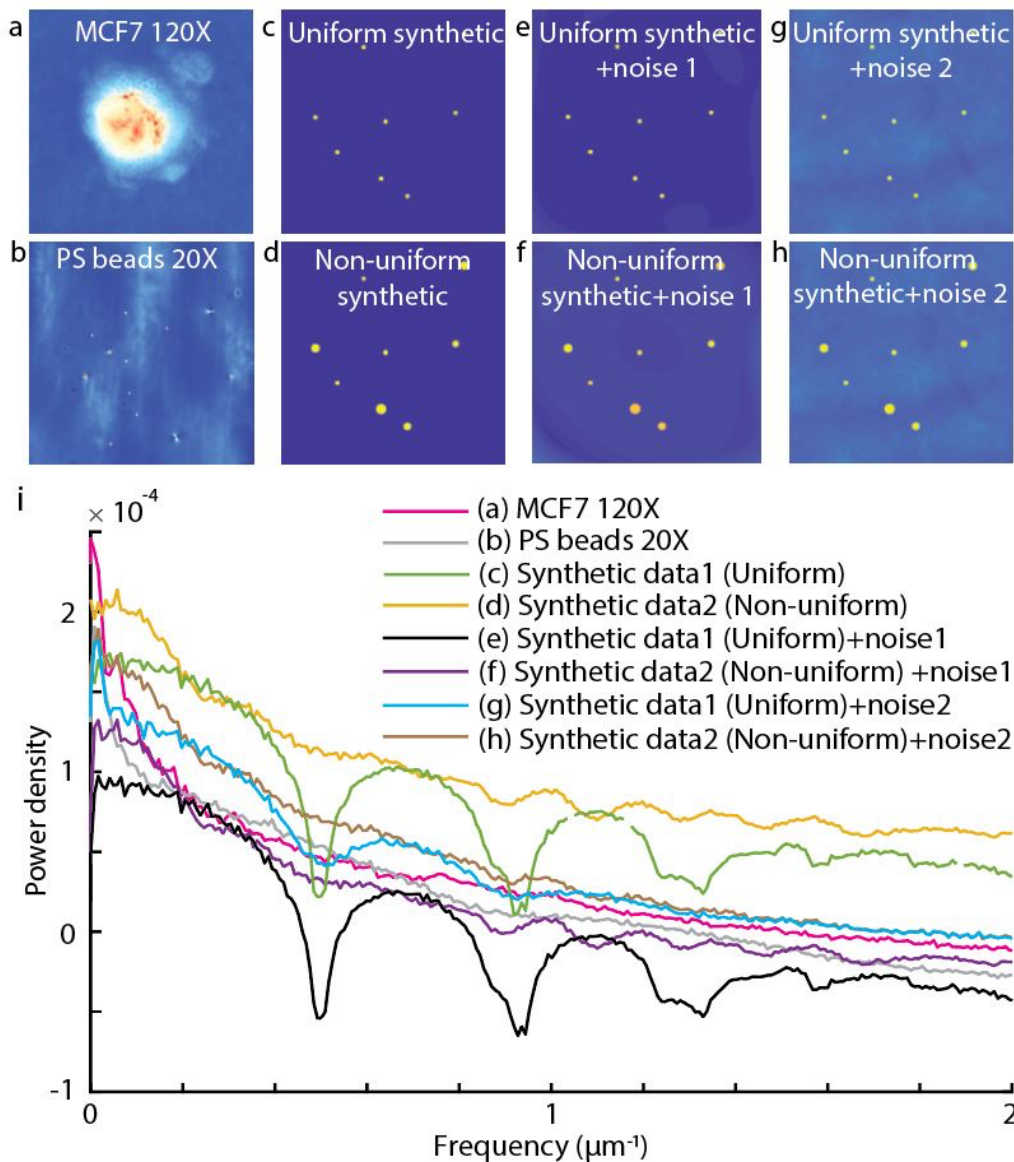 a
MCF7 120X
c
Uniform synthetic
e
Uniform synthetic
+noise 1
g
Uniform synthetic
+noise 2
b
PS beads 20X
d
Non-uniform
synthetic
f
Non-uniform
synthetic+noise 1
h
Non-uniform
synthetic+noise 2
i
× 10⁻⁴
(a) MCF7 120X
(b) PS beads 20X
(c) Synthetic data1 (Uniform)
(d) Synthetic data2 (Non-uniform)
(e) Synthetic data1 (Uniform)+noise1
(f) Synthetic data2 (Non-uniform) +noise1
(g) Synthetic data1 (Uniform)+noise2
(h) Synthetic data2 (Non-uniform)+noise2
2
1
0
-1
Power density
0
1
2
Frequency (μm⁻¹)